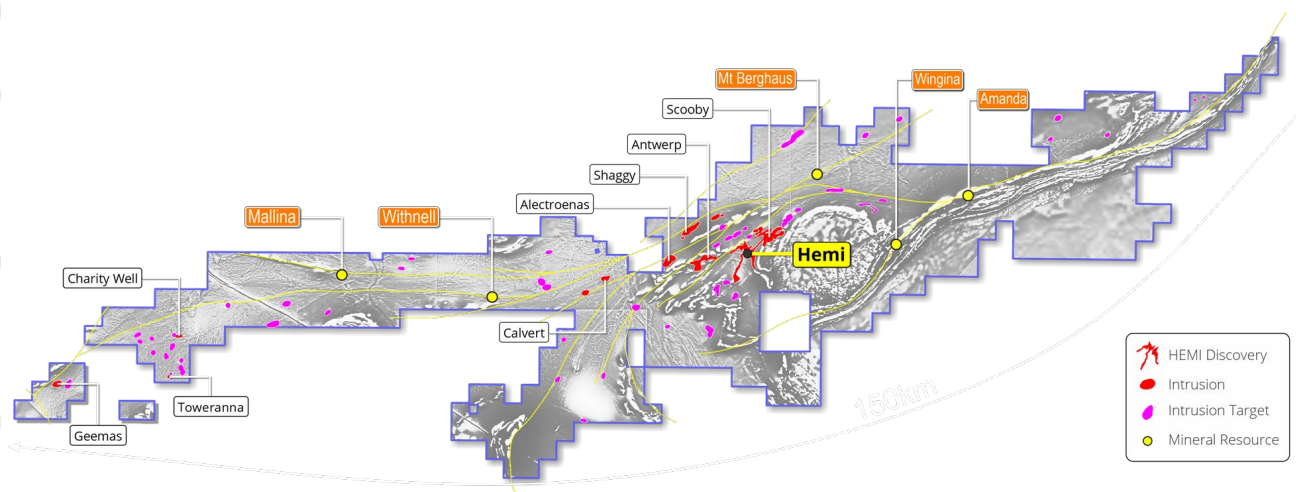 Mt Berghaus
Wingina
Amanda
Scooby
Antwerp
Shaggy
Alectroenas
Mallina
Withnell
Hemi
Charity Well
Calvert
Toweranna
Geemas
150km
HEMI Discovery
Intrusion
Intrusion Target
Mineral Resource